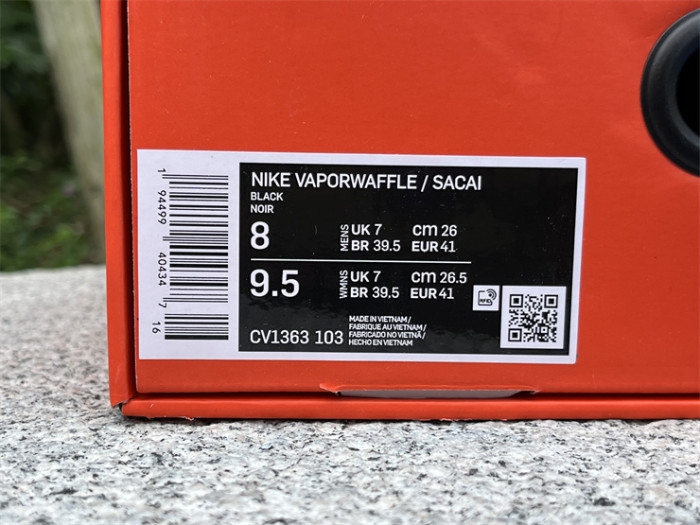 NIKE VAPORWAFFLE / SACAI
BLACK
NOIR
8 MENS UK 7 cm 26
BR 39.5 EUR 41
9.5 WMNS UK 7 cm 26.5
BR 39.5 EUR 41
RFID
CV1363 103
MADE IN VIETNAM /
FABRIQUE AU VIETNAM /
FABRICADO NO VIETNÃ /
HECHO EN VIETNAM
1 94499 40434 7 16